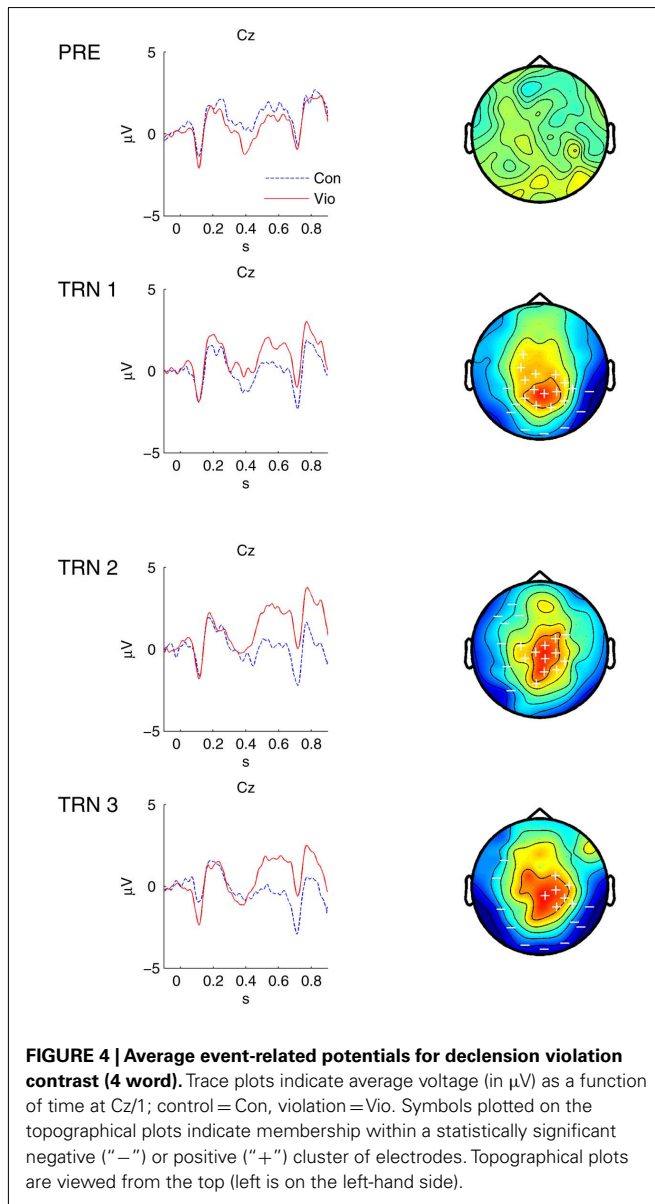 PRE
Cz
5
0
−5
μV
0 0.2 0.4 0.6 0.8
s
Con
Vio
TRN 1
Cz
5
0
−5
μV
0 0.2 0.4 0.6 0.8
s
TRN 2
Cz
5
0
−5
μV
0 0.2 0.4 0.6 0.8
s
TRN 3
Cz
5
0
−5
μV
0 0.2 0.4 0.6 0.8
s
FIGURE 4 | Average event-related potentials for declension violation
contrast (4 word). Trace plots indicate average voltage (in μV) as a function
of time at Cz/1; control = Con, violation = Vio. Symbols plotted on the
topographical plots indicate membership within a statistically significant
negative (“−”) or positive (“+”) cluster of electrodes. Topographical plots
are viewed from the top (left is on the left-hand side).